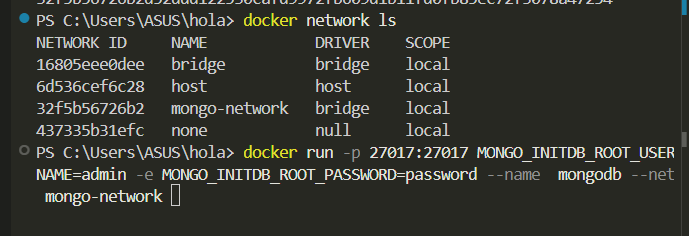 PS C:\Users\ASUS\hola> docker network ls
NETWORK ID     NAME            DRIVER    SCOPE
16805eee0dee   bridge          bridge    local
6d536cef6c28   host            host      local
32f5b56726b2   mongo-network   bridge    local
437335b31efc   none            null      local
PS C:\Users\ASUS\hola> docker run -p 27017:27017 MONGO_INITDB_ROOT_USER
NAME=admin -e MONGO_INITDB_ROOT_PASSWORD=password --name  mongodb --net
 mongo-network